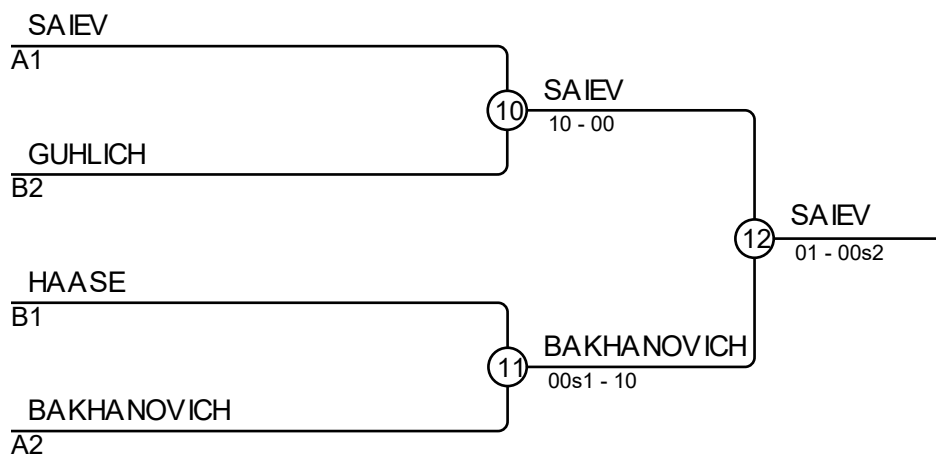 SAIEV
A1
10
SAIEV
10 - 00
GUHLICH
B2
12
SAIEV
01 - 00s2
HAASE
B1
11
BAKHANOVICH
00s1 - 10
BAKHANOVICH
A2